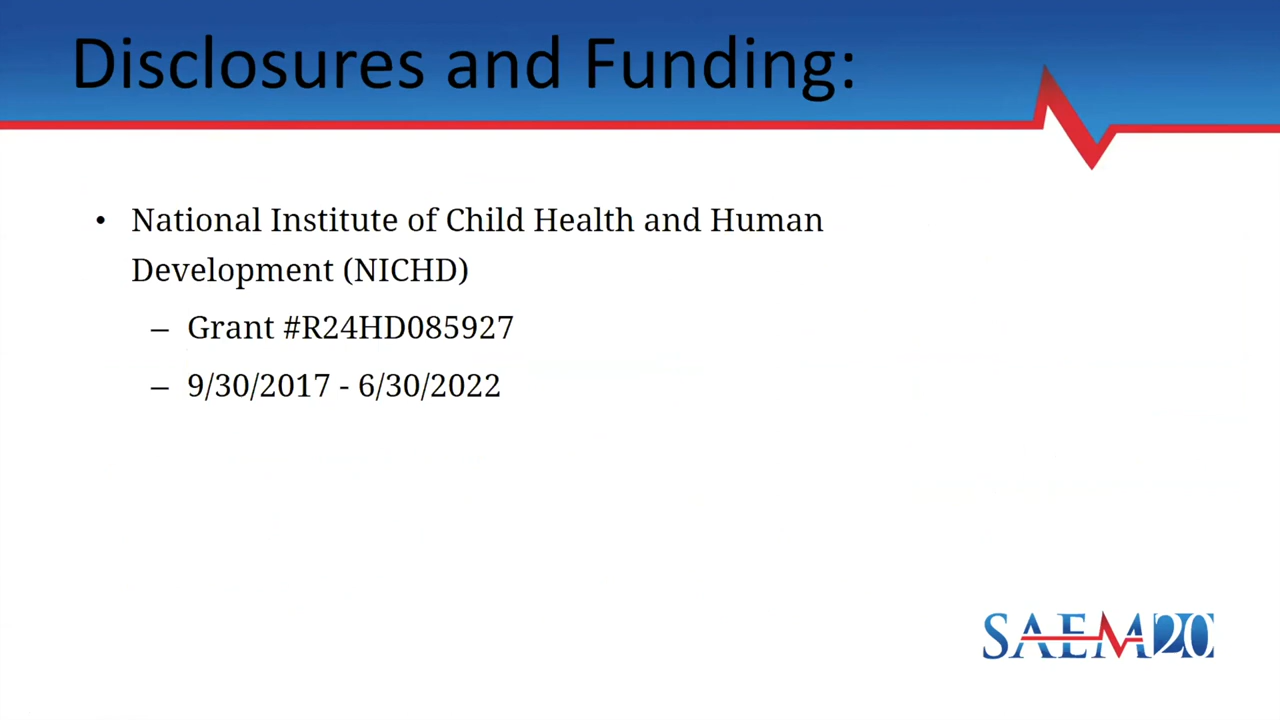 Disclosures and Funding:
• National Institute of Child Health and Human
Development (NICHD)
– Grant #R24HD085927
– 9/30/2017 - 6/30/2022
SAEM20